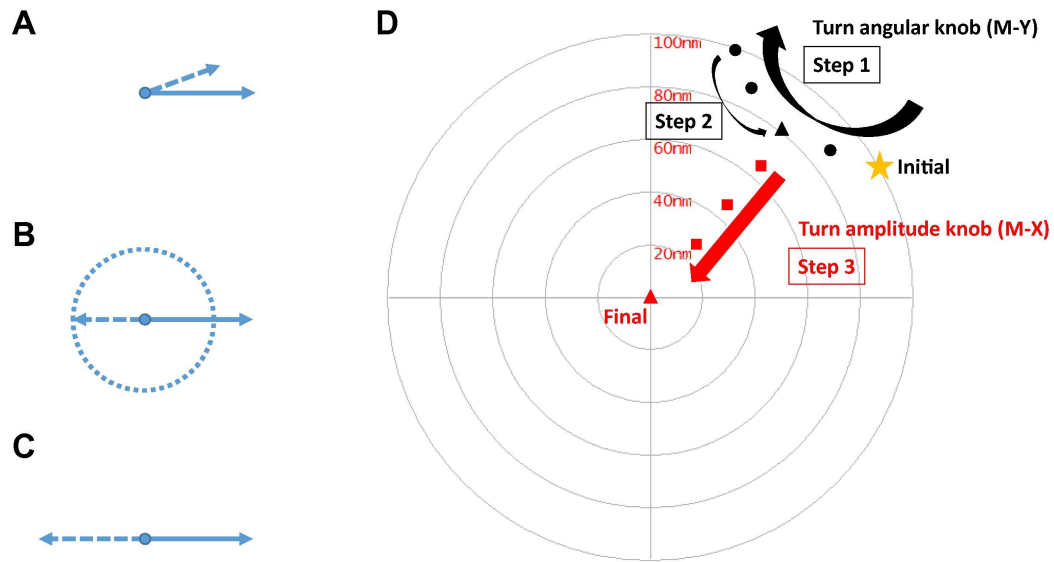 A
B
C
D
Turn angular knob (M-Y)
Step 1
100nm
80nm
Step 2
60nm
Initial
40nm
Turn amplitude knob (M-X)
20nm
Step 3
Final